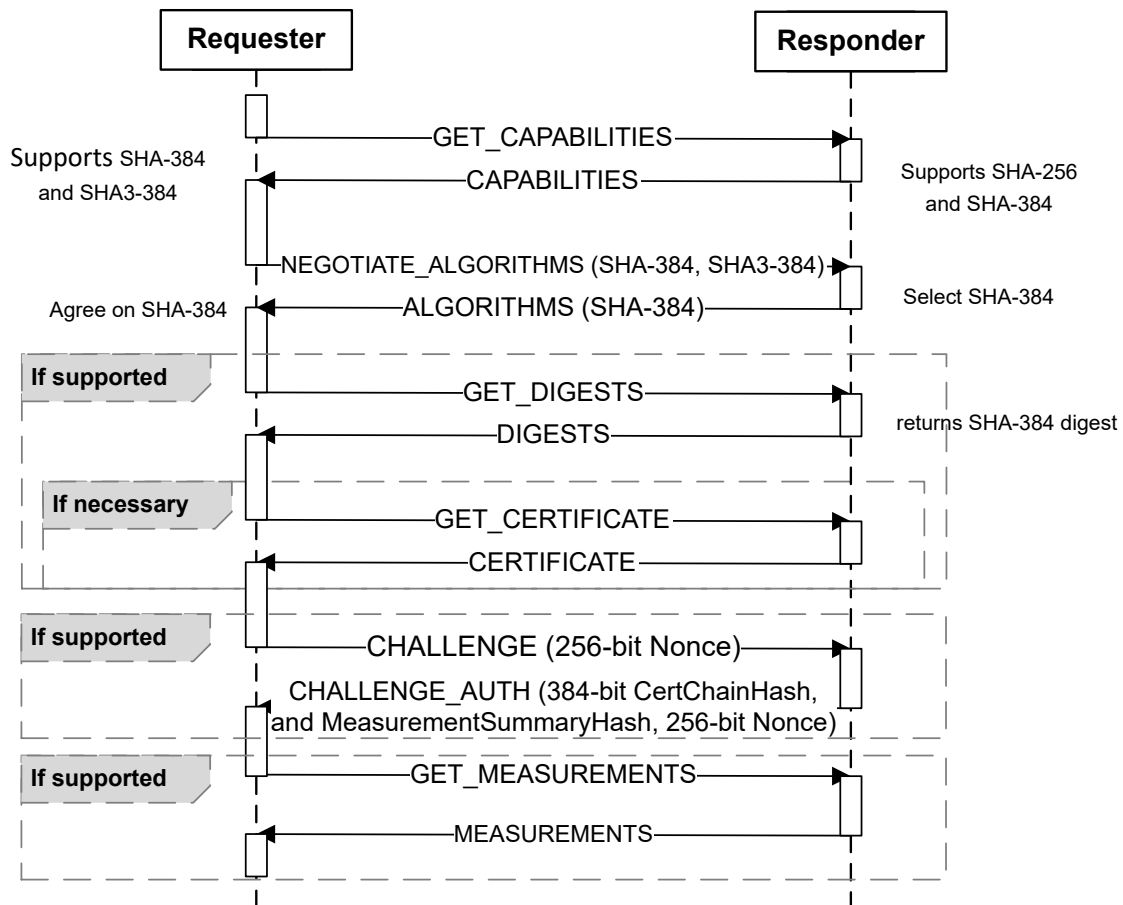 Requester
Responder
GET_CAPABILITIES
Supports SHA-384
and SHA3-384
CAPABILITIES
Supports SHA-256
and SHA-384
NEGOTIATE_ALGORITHMS (SHA-384, SHA3-384)
Agree on SHA-384
ALGORITHMS (SHA-384)
Select SHA-384
If supported
GET_DIGESTS
DIGESTS
returns SHA-384 digest
If necessary
GET_CERTIFICATE
CERTIFICATE
If supported
CHALLENGE (256-bit Nonce)
CHALLENGE_AUTH (384-bit CertChainHash,
and MeasurementSummaryHash, 256-bit Nonce)
If supported
GET_MEASUREMENTS
MEASUREMENTS